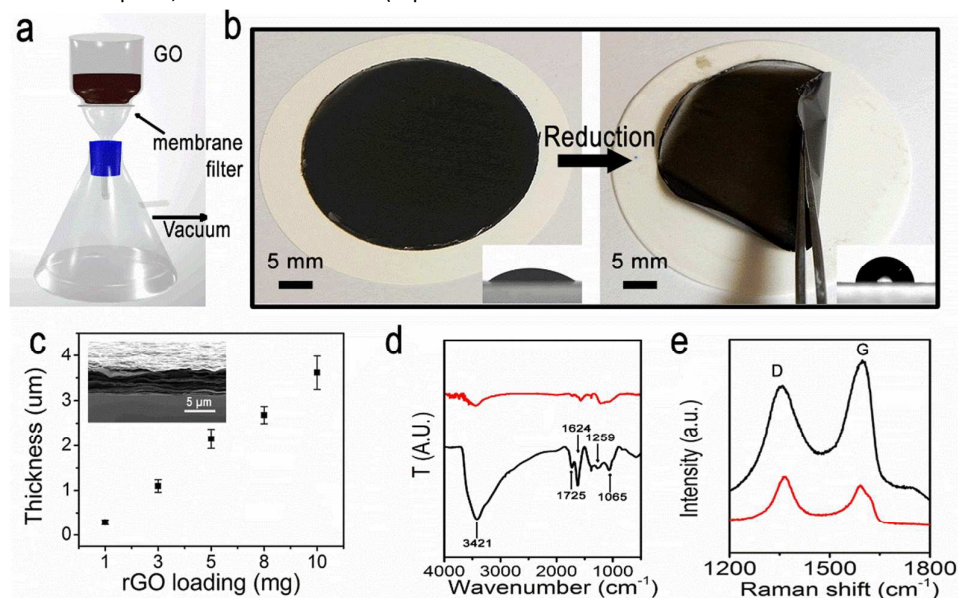 a
GO
membrane
filter
Vacuum
b
Reduction
5 mm
5 mm
c
Thickness (um)
4
3
2
1
0
5 µm
1
3
5
8
10
rGO loading (mg)
d
T (A.U.)
1624
1259
1725
1065
3421
4000
3000
2000
1000
Wavenumber (cm-1)
e
Intensity (a.u.)
D
G
1200
1400
1600
1800
Raman shift (cm-1)